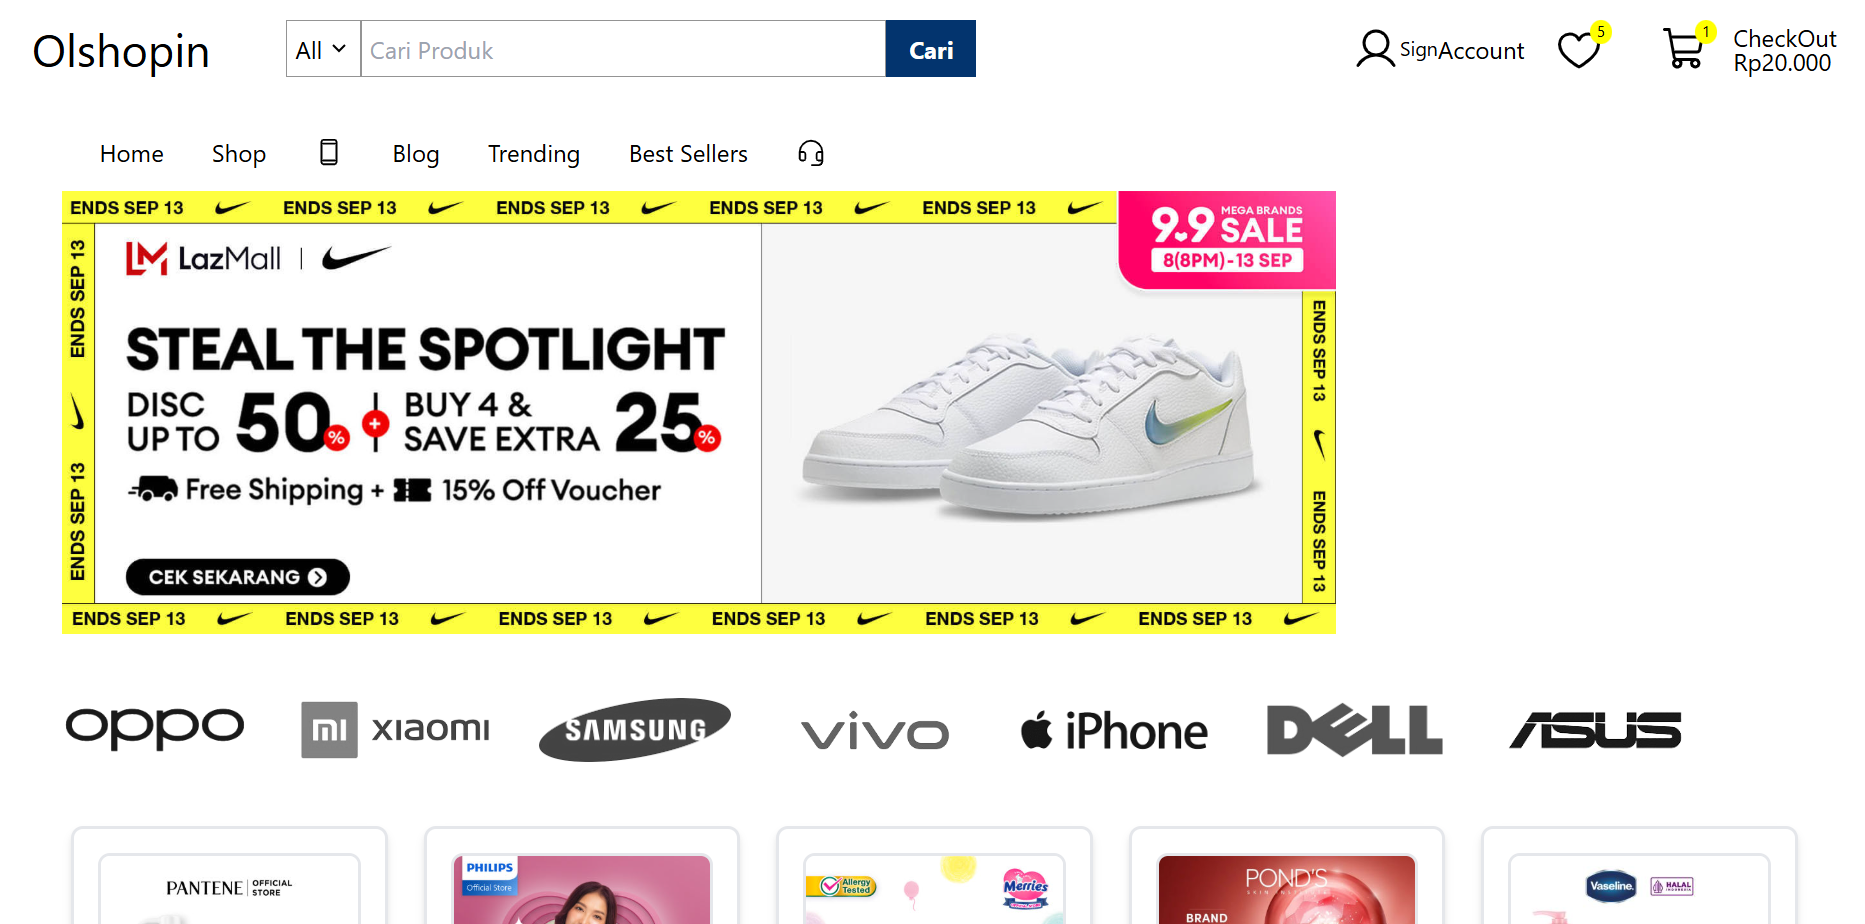 Olshopin
All
Cari Produk
Cari
SignAccount
5
1
CheckOut
Rp20.000
Home
Shop
Blog
Trending
Best Sellers
ENDS SEP 13 ENDS SEP 13 ENDS SEP 13 ENDS SEP 13 ENDS SEP 13
9.9 MEGA BRANDS
SALE
8(8PM)-13 SEP
ENDS SEP 13
ENDS SEP 13
LM LazMall
STEAL THE SPOTLIGHT
DISC
UP TO 50%
+
BUY 4 &
SAVE EXTRA 25%
Free Shipping + 15% Off Voucher
CEK SEKARANG
ENDS SEP 13
ENDS SEP 13
ENDS SEP 13 ENDS SEP 13 ENDS SEP 13 ENDS SEP 13 ENDS SEP 13 ENDS SEP 13
oppo
mi xiaomi
SAMSUNG
vivo
iPhone
DELL
ASUS
PANTENE OFFICIAL
STORE
PHILIPS
Official Store
Allergy
Tested
Merries
POND'S
SKIN INSTITUTE
BRAND
Vaseline.
HALAL
INDONESIA